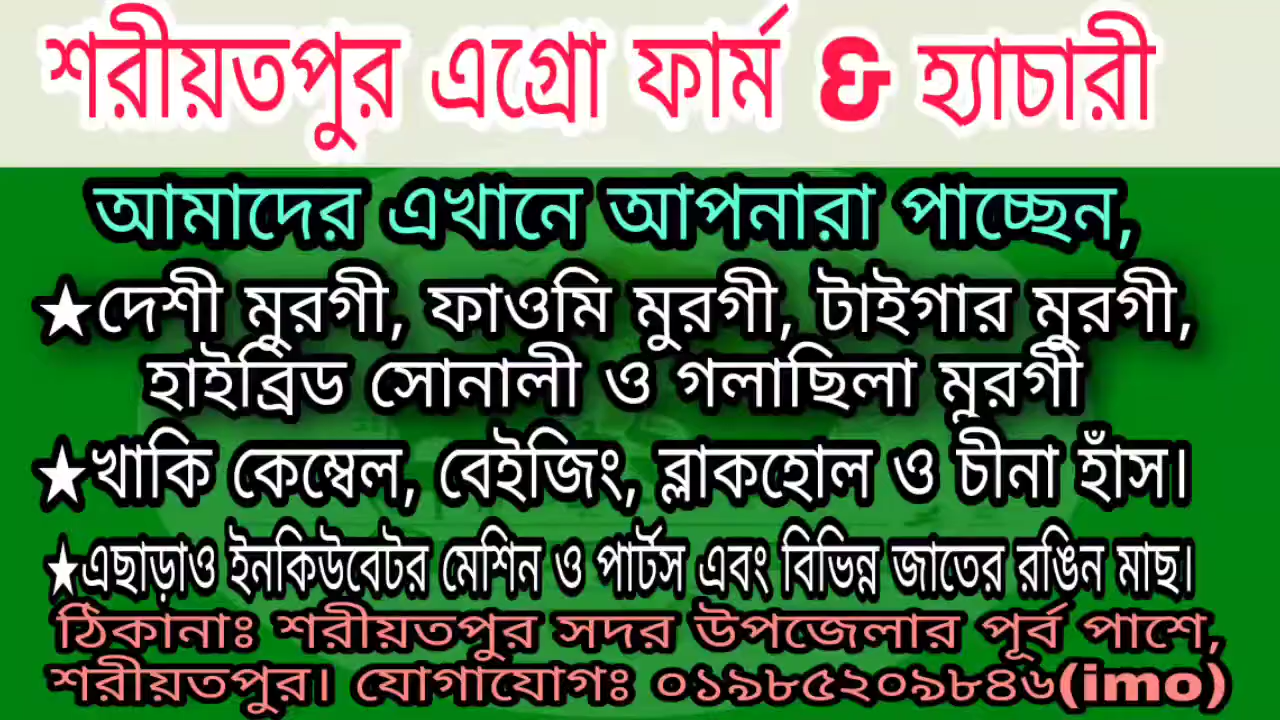 শরীয়তপুর এগ্রো ফার্ম & হ্যাচারী
আমাদের এখানে আপনারা পাচ্ছেন,
★দেশী মুরগী, ফাওমি মুরগী, টাইগার মুরগী,
হাইব্রিড সোনালী ও গলাছিলা মুরগী
★খাকি কেম্বেল, বেইজিং, ব্লাকহোল ও চীনা হাঁস।
★এছাড়াও ইনকিউবেটর মেশিন ও পার্টস এবং বিভিন্ন জাতের রঙিন মাছ।
ঠিকানাঃ শরীয়তপুর সদর উপজেলার পূর্ব পাশে,
শরীয়তপুর। যোগাযোগঃ ০১৯৮৫২০৯৮৪৬(imo)